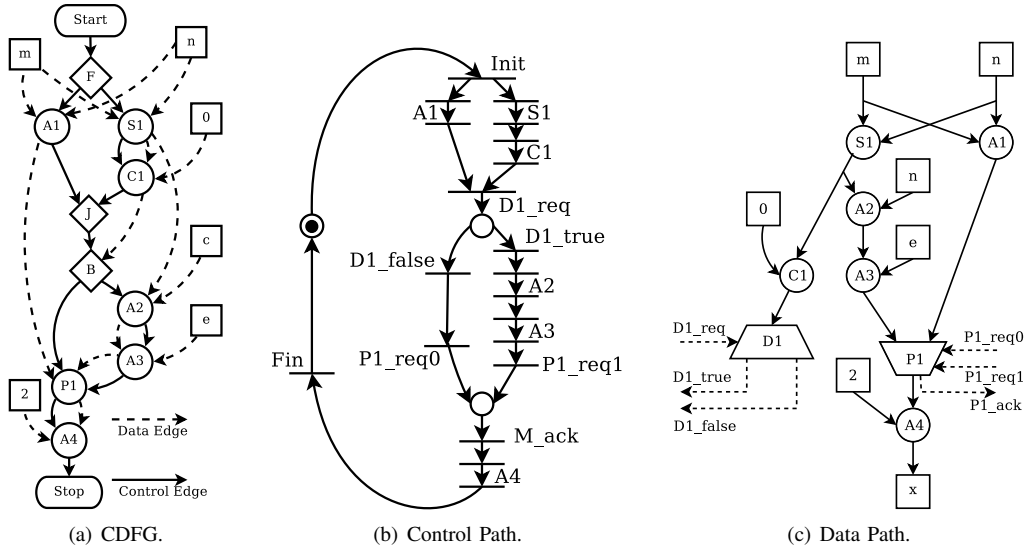 Start
m
n
F
A1
S1
0
C1
J
c
B
A2
e
A3
P1
2
Data Edge
A4
Control Edge
Stop
(a) CDFG.
Init
A1
S1
C1
D1_req
D1_true
D1_false
A2
A3
Fin
P1_req0
P1_req1
M_ack
A4
(b) Control Path.
m
n
S1
A1
n
0
A2
e
C1
A3
D1_req
D1
P1
P1_req0
D1_true
2
P1_req1
P1_ack
D1_false
A4
x
(c) Data Path.